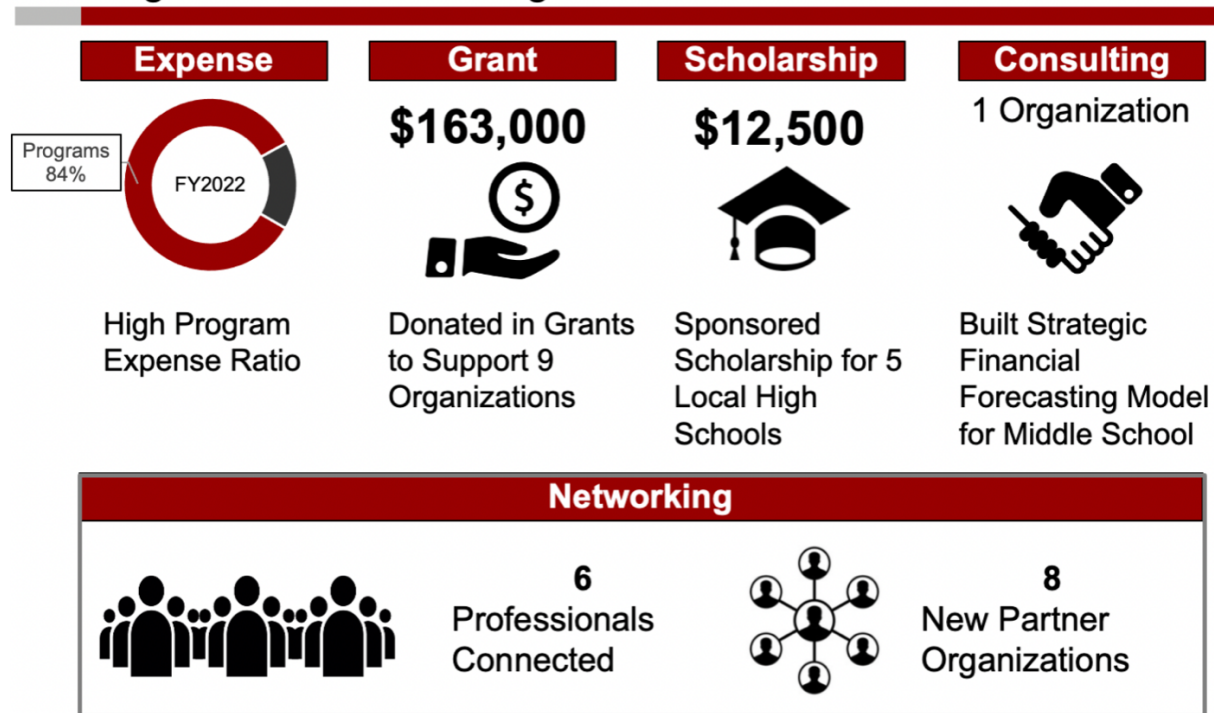 Expense
Programs
84%
FY2022
High Program
Expense Ratio
Grant
$163,000
$
Donated in Grants
to Support 9
Organizations
Scholarship
$12,500
Sponsored
Scholarship for 5
Local High
Schools
Consulting
1 Organization
Built Strategic
Financial
Forecasting Model
for Middle School
Networking
6
Professionals
Connected
8
New Partner
Organizations